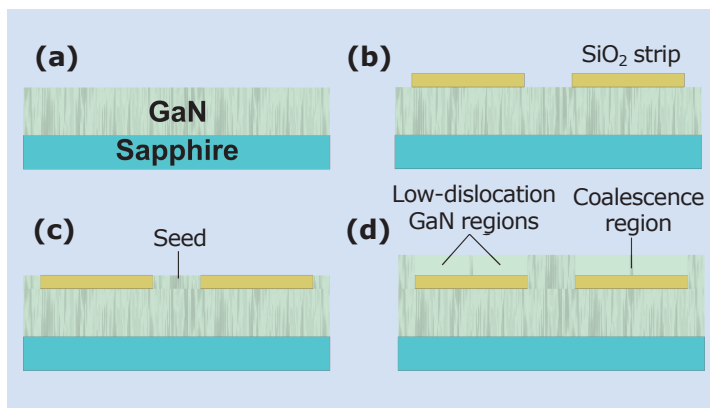 (a)
GaN
Sapphire
(b)
SiO₂ strip
(c)
Seed
(d)
Low-dislocation
GaN regions
Coalescence
region